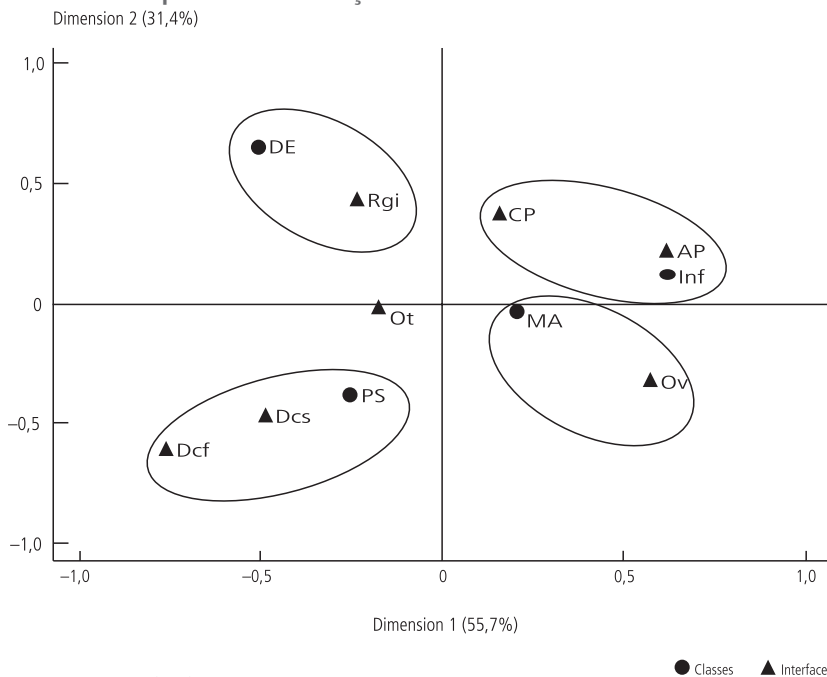 Dimension 2 (31,4%)
1,0
DE
0,5
Rgi
CP
AP
Inf
0
Ot
MA
PS
Ov
Dcs
–0,5
Dcf
–1,0
–1,0 –0,5 0 0,5 1,0
Dimension 1 (55,7%)
Classes Interface